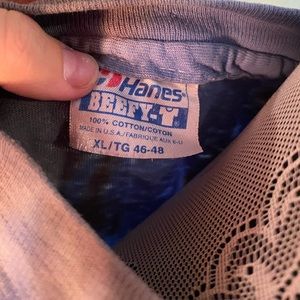 Hanes®
BEEFY-T®
100% COTTON/COTON
MADE IN U.S.A./FABRIQUE AUX E-U
XL/TG 46-48